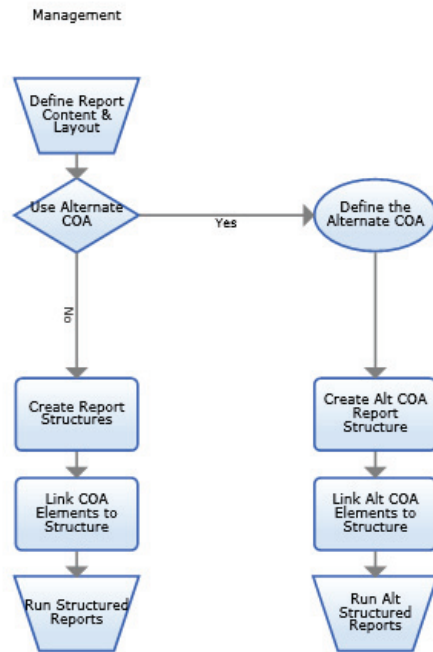 Management
Define Report
Content &
Layout
Use Alternate
COA
Yes
Define the
Alternate COA
No
Create Report
Structures
Create Alt COA
Report
Structure
Link COA
Elements to
Structure
Link Alt COA
Elements to
Structure
Run Structured
Reports
Run Alt
Structured
Reports